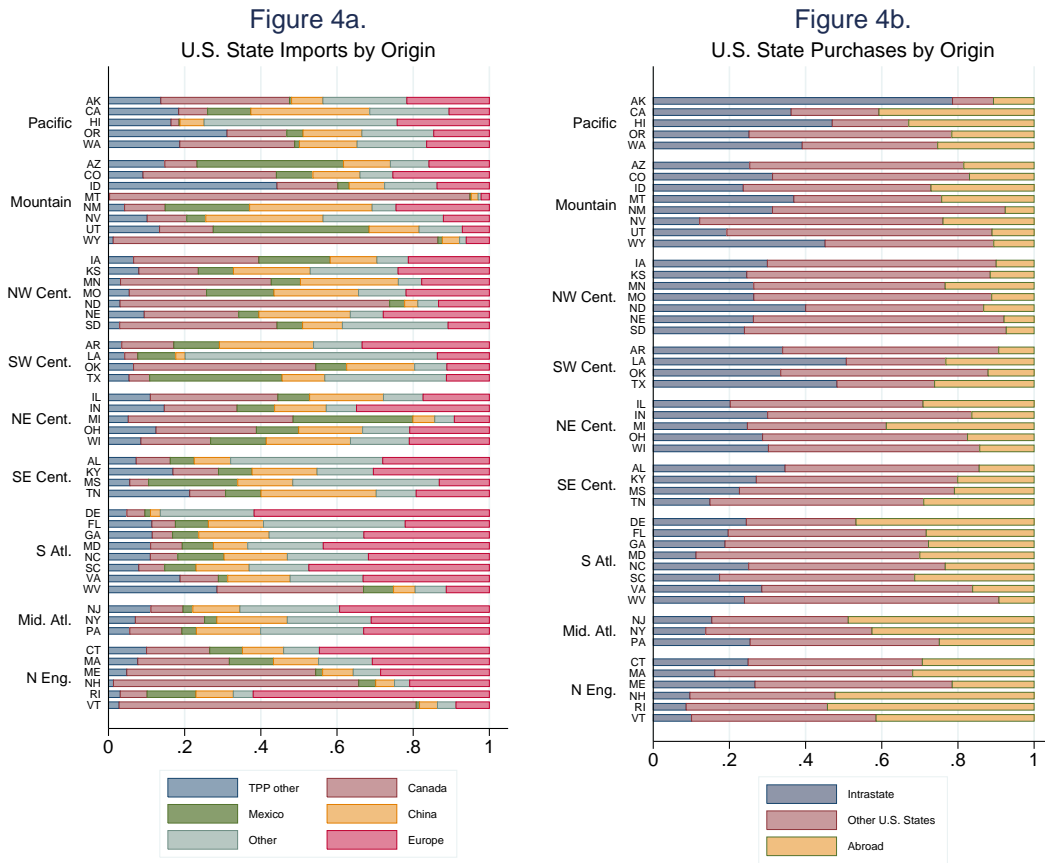 Figure 4a.
U.S. State Imports by Origin
Pacific
AK
CA
HI
OR
WA
Mountain
AZ
CO
ID
MT
NM
NV
UT
WY
NW Cent.
IA
KS
MN
MO
ND
NE
SD
SW Cent.
AR
LA
OK
TX
NE Cent.
IL
IN
MI
OH
WI
SE Cent.
AL
KY
MS
TN
S Atl.
DE
FL
GA
MD
NC
SC
VA
WV
Mid. Atl.
NJ
NY
PA
N Eng.
CT
MA
ME
NH
RI
VT
0 .2 .4 .6 .8 1
TPP other Canada
Mexico China
Other Europe
Figure 4b.
U.S. State Purchases by Origin
Pacific
AK
CA
HI
OR
WA
Mountain
AZ
CO
ID
MT
NM
NV
UT
WY
NW Cent.
IA
KS
MN
MO
ND
NE
SD
SW Cent.
AR
LA
OK
TX
NE Cent.
IL
IN
MI
OH
WI
SE Cent.
AL
KY
MS
TN
S Atl.
DE
FL
GA
MD
NC
SC
VA
WV
Mid. Atl.
NJ
NY
PA
N Eng.
CT
MA
ME
NH
RI
VT
0 .2 .4 .6 .8 1
Intrastate
Other U.S. States
Abroad